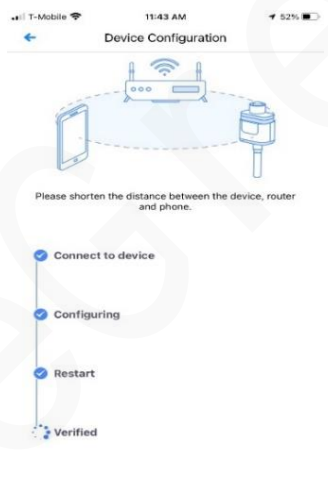 T-Mobile 11:43 AM 52%
Device Configuration
Please shorten the distance between the device, router
and phone.
Connect to device
Configuring
Restart
Verified